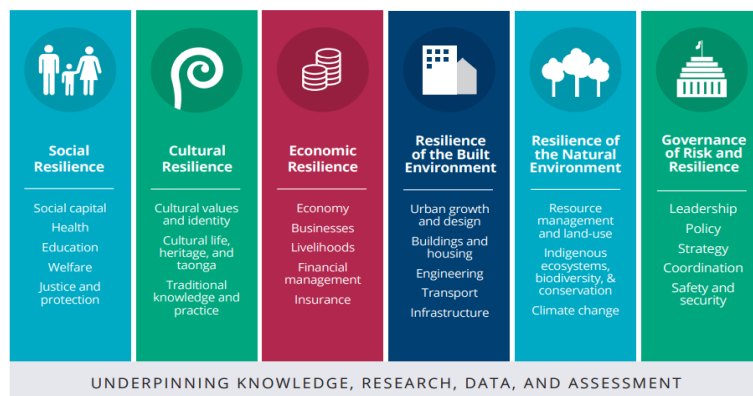 Social
Resilience
Social capital
Health
Education
Welfare
Justice and
protection
Cultural
Resilience
Cultural values
and identity
Cultural life,
heritage, and
taonga
Traditional
knowledge and
practice
Economic
Resilience
Economy
Businesses
Livelihoods
Financial
management
Insurance
Resilience
of the Built
Environment
Urban growth
and design
Buildings and
housing
Engineering
Transport
Infrastructure
Resilience of
the Natural
Environment
Resource
management
and land-use
Indigenous
ecosystems,
biodiversity, &
conservation
Climate change
Governance
of Risk and
Resilience
Leadership
Policy
Strategy
Coordination
Safety and
security
UNDERPINNING KNOWLEDGE, RESEARCH, DATA, AND ASSESSMENT